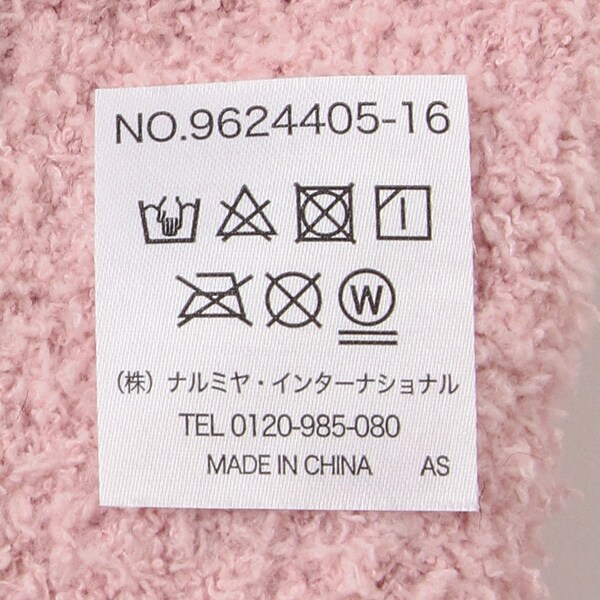 NO.9624405-16
W
(株) ナルミヤ・インターナショナル
TEL 0120-985-080
MADE IN CHINA AS